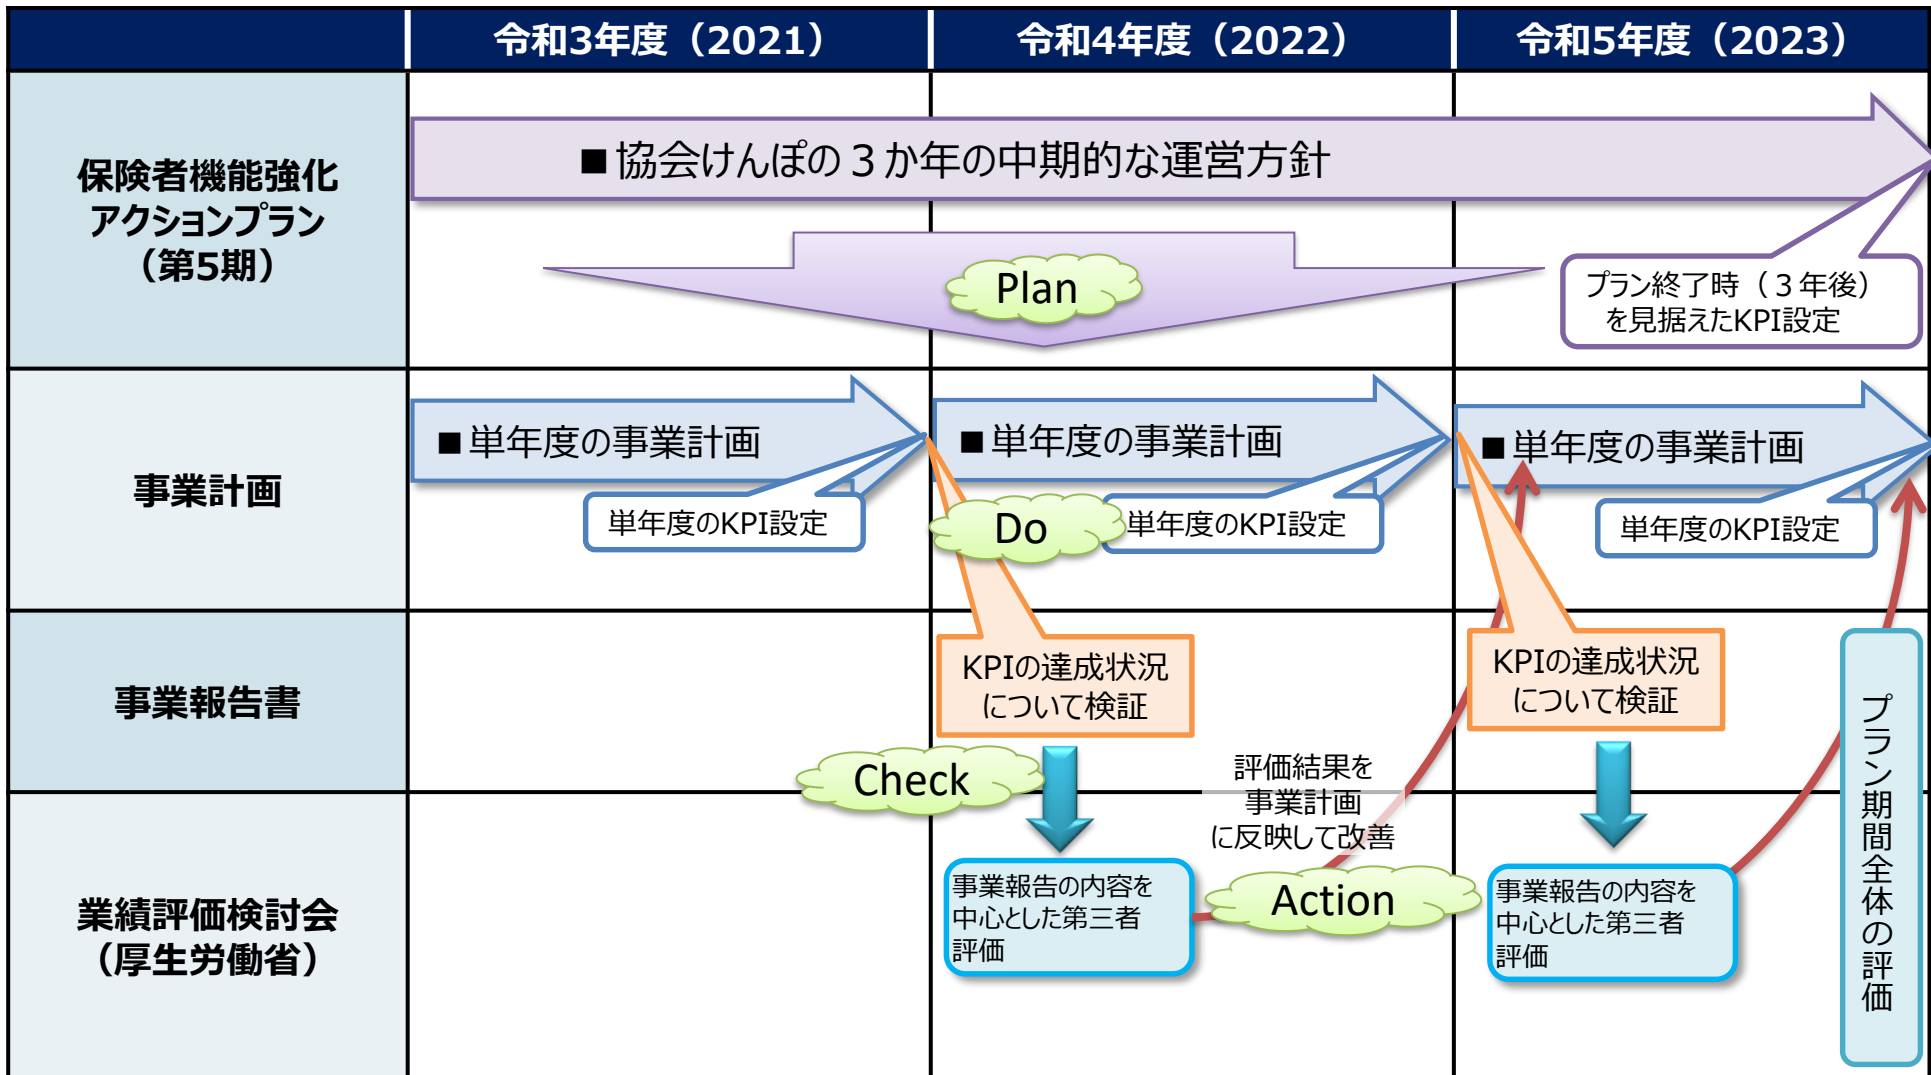 令和3年度（2021）
令和4年度（2022）
令和5年度（2023）
保険者機能強化
アクションプラン
（第5期）
■協会けんぽの３か年の中期的な運営方針
Plan
プラン終了時（３年後）
を見据えたKPI設定
事業計画
■単年度の事業計画
単年度のKPI設定
■単年度の事業計画
Do
単年度のKPI設定
■単年度の事業計画
単年度のKPI設定
事業報告書
KPIの達成状況
について検証
KPIの達成状況
について検証
Check
評価結果を
事業計画
に反映して改善
プラン期間全体の評価
業績評価検討会
（厚生労働省）
事業報告の内容を
中心とした第三者
評価
Action
事業報告の内容を
中心とした第三者
評価